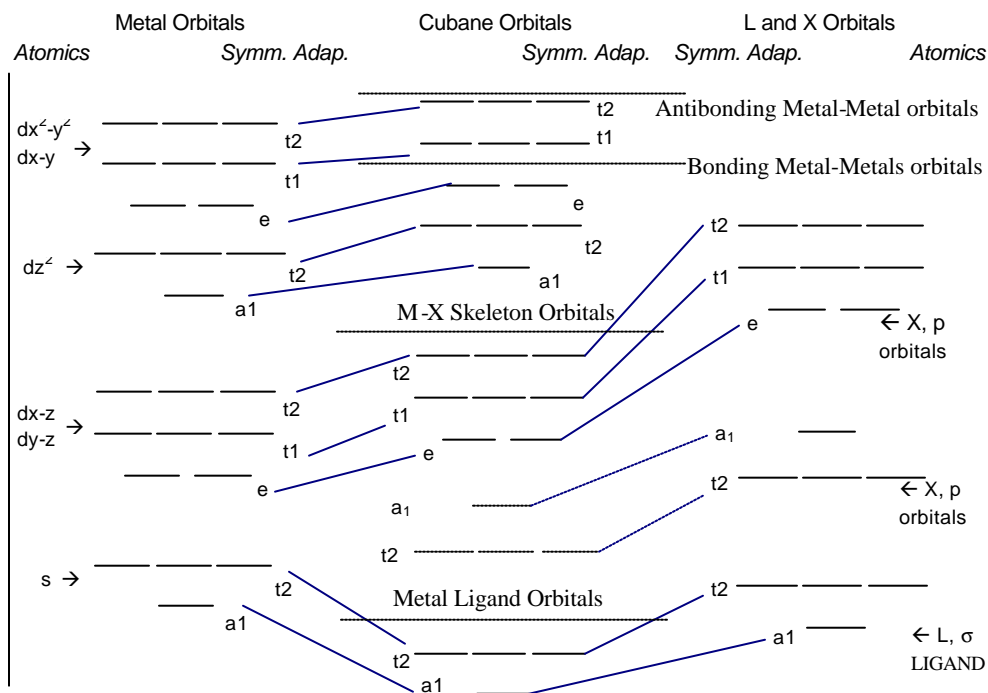 Metal Orbitals Cubane Orbitals L and X Orbitals
Atomics Symm. Adap. Symm. Adap. Symm. Adap. Atomics
t2
Antibonding Metal-Metal orbitals
dx²-y²
t2
t1
dx-y →
Bonding Metal-Metals orbitals
t1
e
e
t2
t2
dz² →
t2
t1
a1
a1
M-X Skeleton Orbitals
e
← X, p
orbitals
t2
t2
dx-z
t1
dy-z →
t1
a₁
e
e
t2
← X, p
orbitals
a₁
t2
s →
t2
t2
Metal Ligand Orbitals
a1
a1
← L, σ
LIGAND
t2
a1